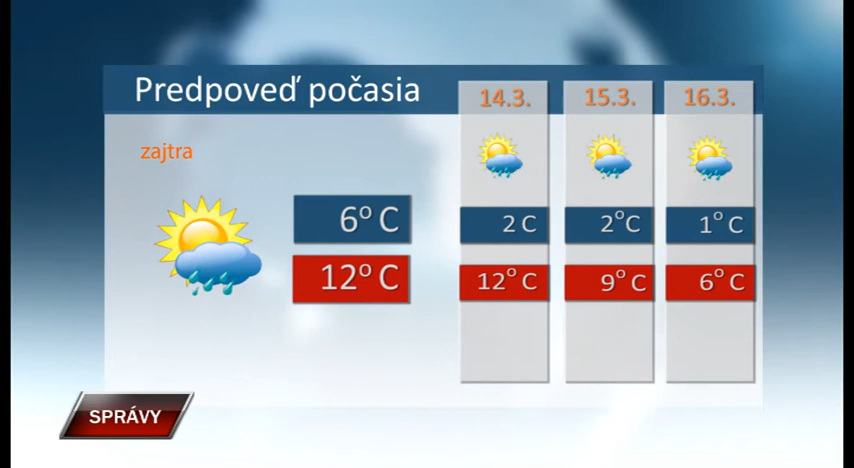 Predpoveď počasia
zajtra
6° C
12° C
14.3. 15.3. 16.3.
2 C 2°C 1° C
12° C 9° C 6° C
SPRÁVY